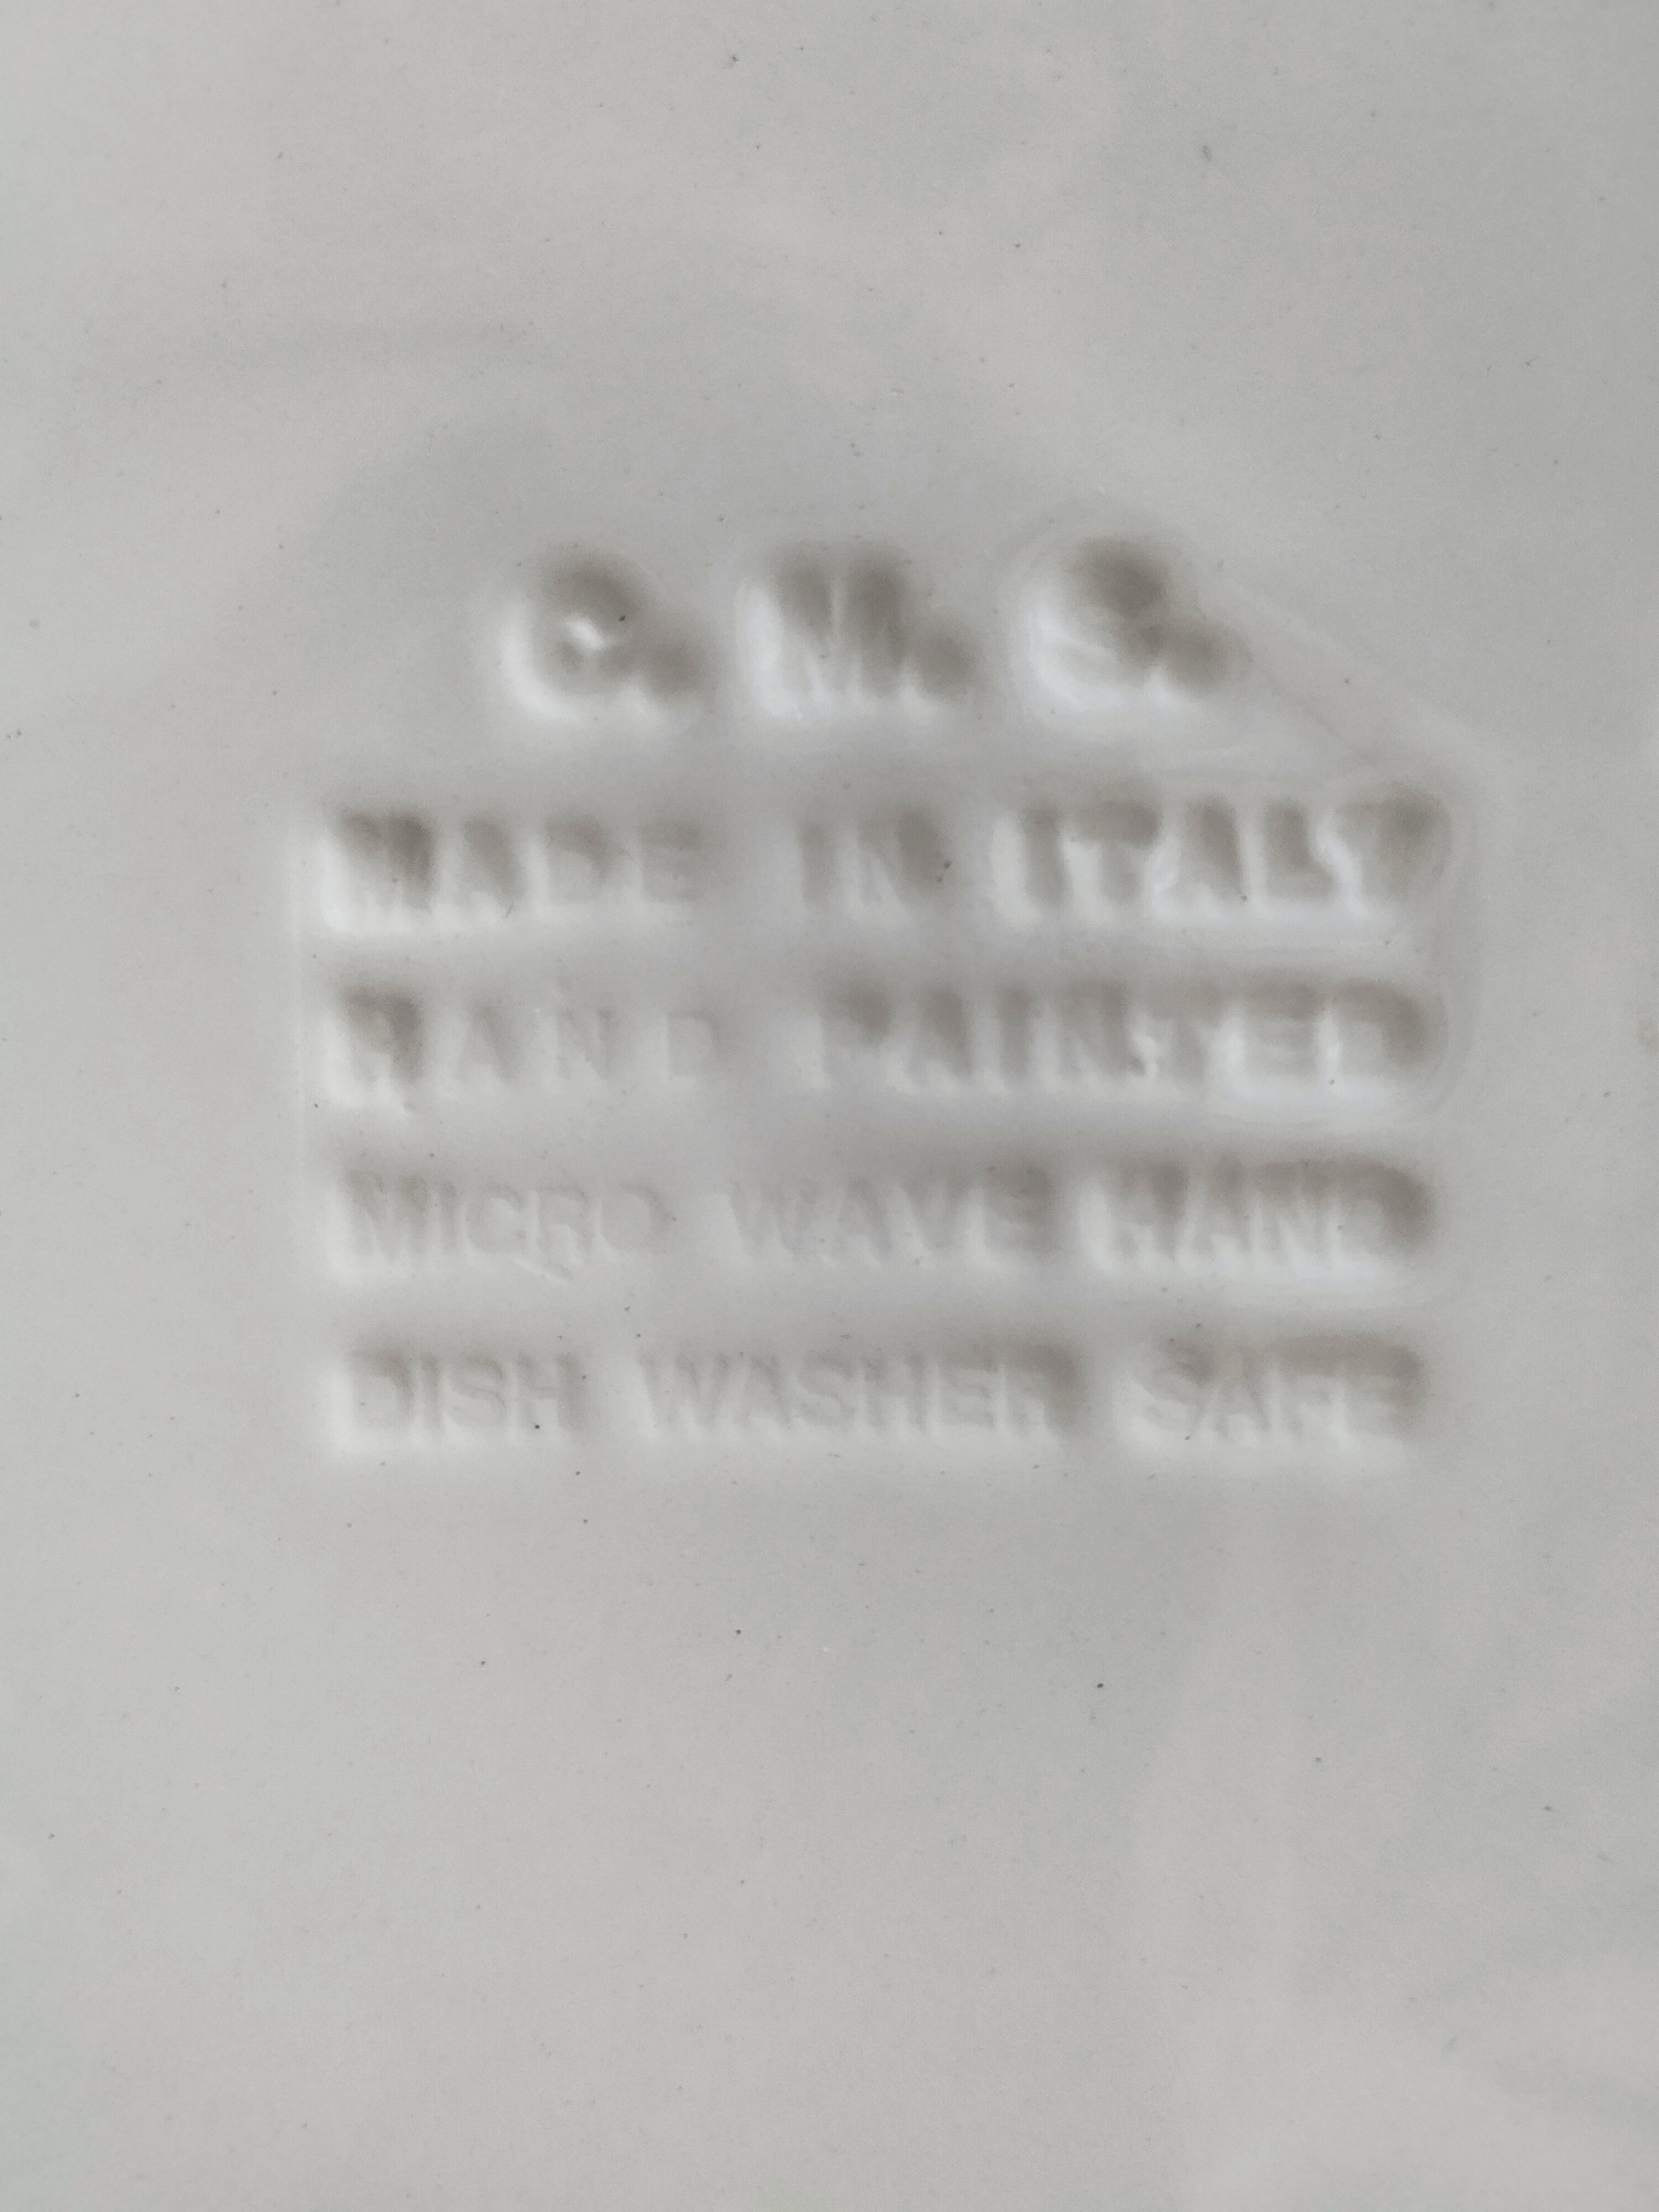 C. M. C.
MADE IN ITALY
HAND PAINTED
MICRO WAVE HAND
DISH WASHER SAFE